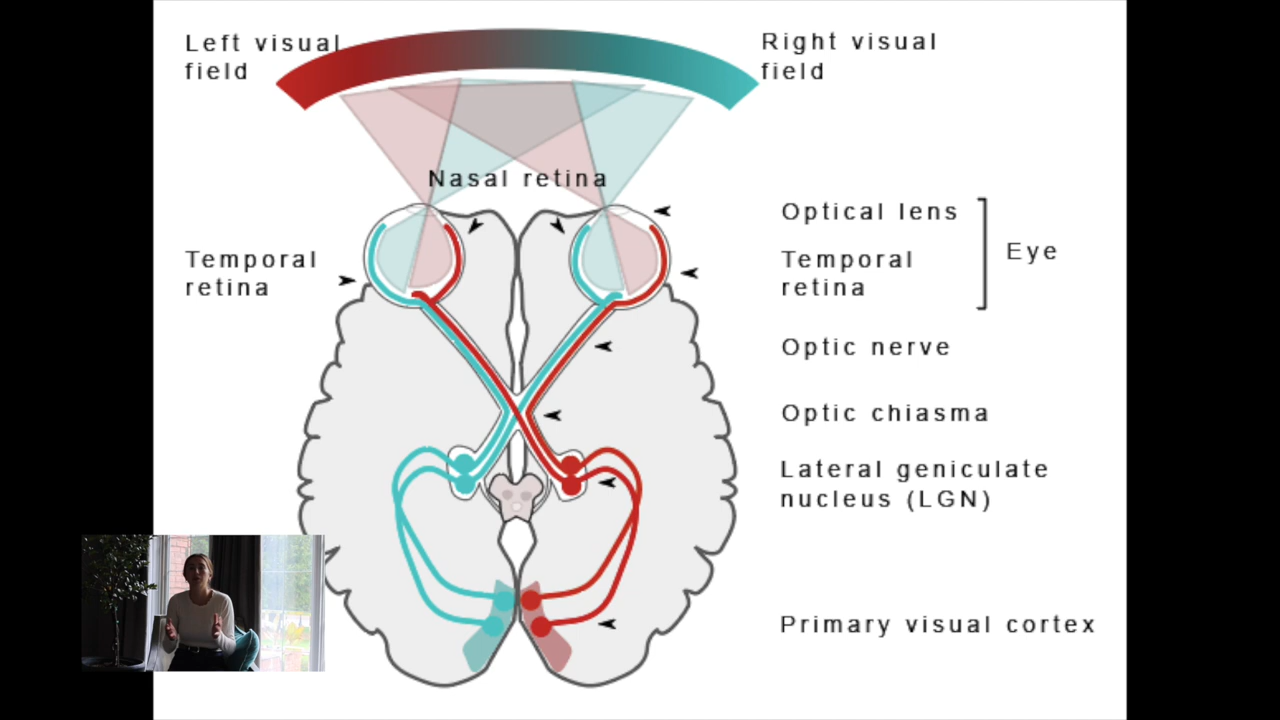 Left visual
field
Right visual
field
Nasal retina
Temporal
retina
Optical lens
Temporal
retina
Eye
Optic nerve
Optic chiasma
Lateral geniculate
nucleus (LGN)
Primary visual cortex